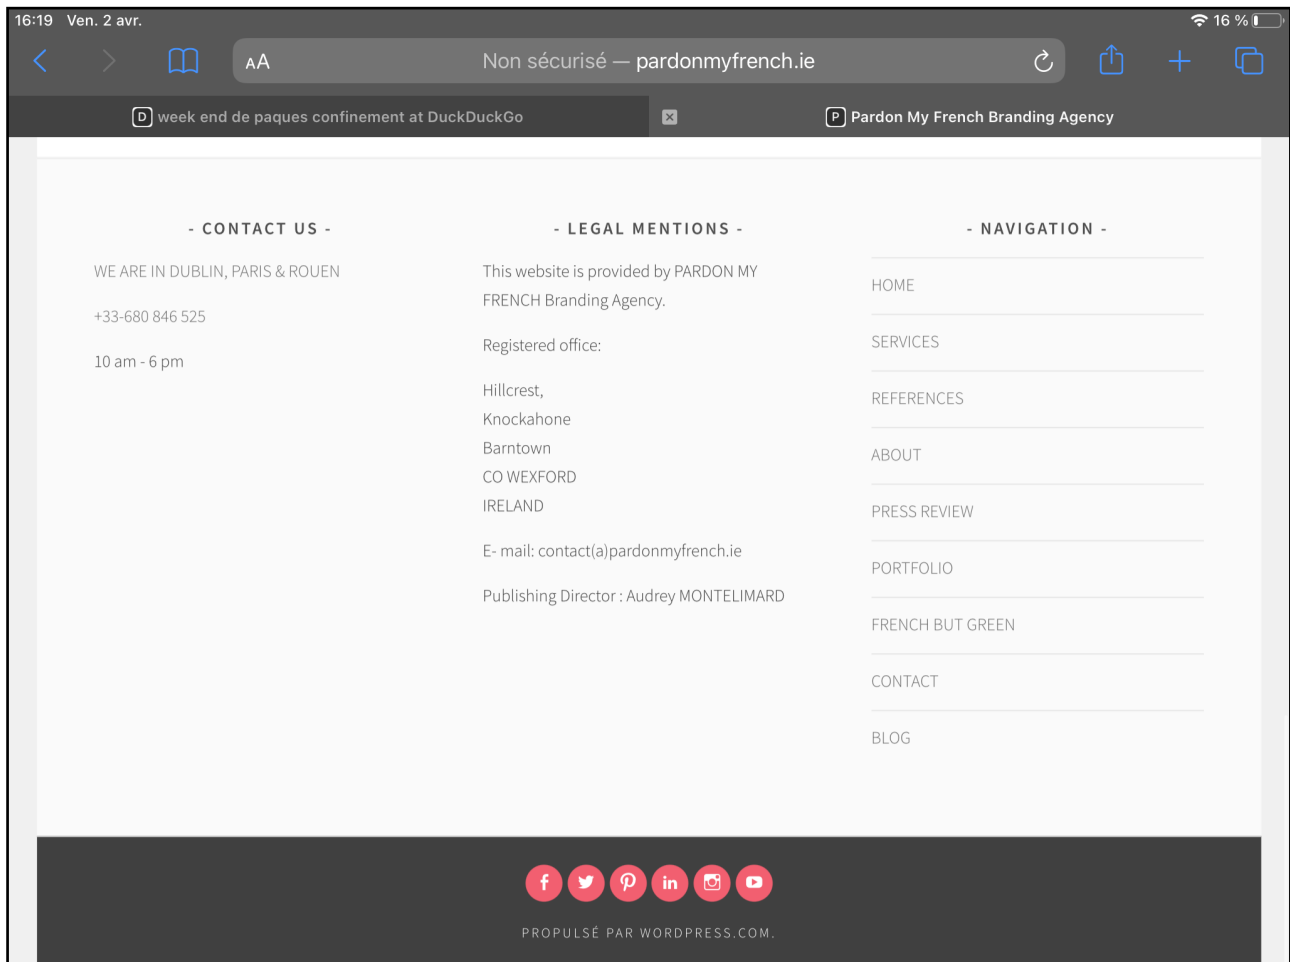 16:19 Ven. 2 avr.
16 %
AA
Non sécurisé — pardonmyfrench.ie
D week end de paques confinement at DuckDuckGo
P Pardon My French Branding Agency
- CONTACT US -
WE ARE IN DUBLIN, PARIS & ROUEN
+33-680 846 525
10 am - 6 pm
- LEGAL MENTIONS -
This website is provided by PARDON MY
FRENCH Branding Agency.
Registered office:
Hillcrest,
Knockahone
Barntown
CO WEXFORD
IRELAND
E- mail: contact(a)pardonmyfrench.ie
Publishing Director : Audrey MONTELIMARD
- NAVIGATION -
HOME
SERVICES
REFERENCES
ABOUT
PRESS REVIEW
PORTFOLIO
FRENCH BUT GREEN
CONTACT
BLOG
PROPULSÉ PAR WORDPRESS.COM.